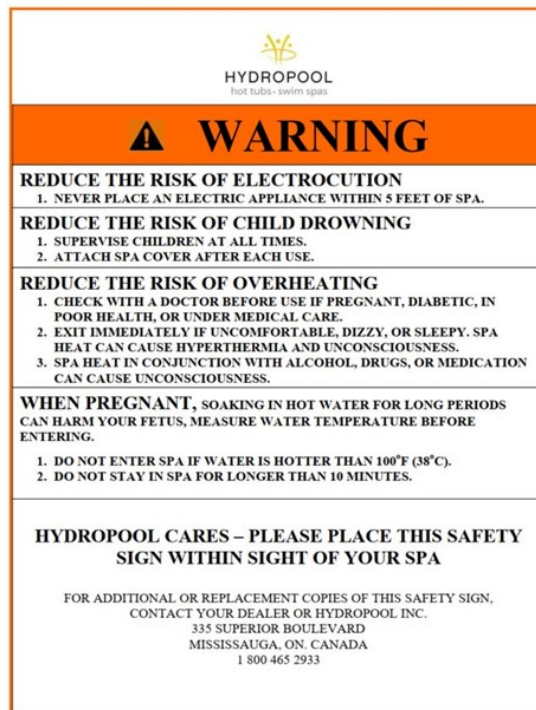 HYDROPOOL
hot tubs • swim spas
WARNING
REDUCE THE RISK OF ELECTROCUTION
1. NEVER PLACE AN ELECTRIC APPLIANCE WITHIN 5 FEET OF SPA.
REDUCE THE RISK OF CHILD DROWNING
1. SUPERVISE CHILDREN AT ALL TIMES.
2. ATTACH SPA COVER AFTER EACH USE.
REDUCE THE RISK OF OVERHEATING
1. CHECK WITH A DOCTOR BEFORE USE IF PREGNANT, DIABETIC, IN
POOR HEALTH, OR UNDER MEDICAL CARE.
2. EXIT IMMEDIATELY IF UNCOMFORTABLE, DIZZY, OR SLEEPY. SPA
HEAT CAN CAUSE HYPERTHERMIA AND UNCONSCIOUSNESS.
3. SPA HEAT IN CONJUNCTION WITH ALCOHOL, DRUGS, OR MEDICATION
CAN CAUSE UNCONSCIOUSNESS.
WHEN PREGNANT, SOAKING IN HOT WATER FOR LONG PERIODS
CAN HARM YOUR FETUS, MEASURE WATER TEMPERATURE BEFORE
ENTERING.
1. DO NOT ENTER SPA IF WATER IS HOTTER THAN 100°F (38°C).
2. DO NOT STAY IN SPA FOR LONGER THAN 10 MINUTES.
HYDROPOOL CARES – PLEASE PLACE THIS SAFETY
SIGN WITHIN SIGHT OF YOUR SPA
FOR ADDITIONAL OR REPLACEMENT COPIES OF THIS SAFETY SIGN,
CONTACT YOUR DEALER OR HYDROPOOL INC.
335 SUPERIOR BOULEVARD
MISSISSAUGA, ON. CANADA
1 800 465 2933